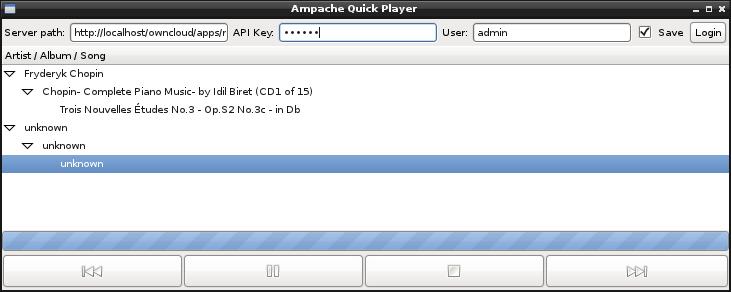 Ampache Quick Player
Server path: http://localhost/owncloud/apps/r API Key: •••••• User: admin Save Login
Artist / Album / Song
Fryderyk Chopin
Chopin- Complete Piano Music- by Idil Biret (CD1 of 15)
Trois Nouvelles Études No.3 - Op.S2 No.3c - in Db
unknown
unknown
unknown